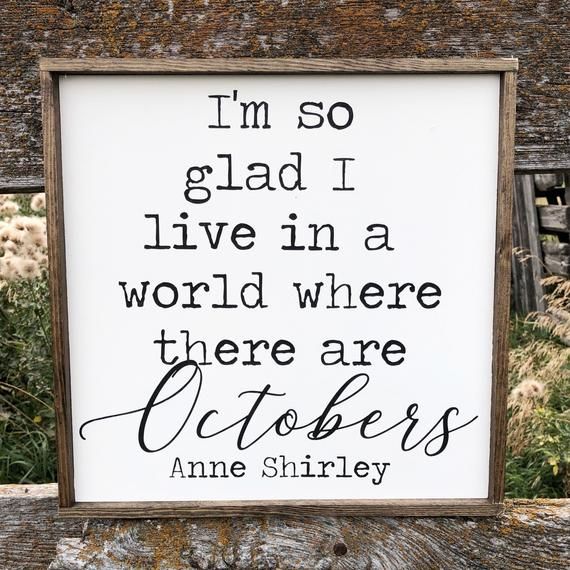 I'm so
glad I
live in a
world where
there are
Octobers
Anne Shirley